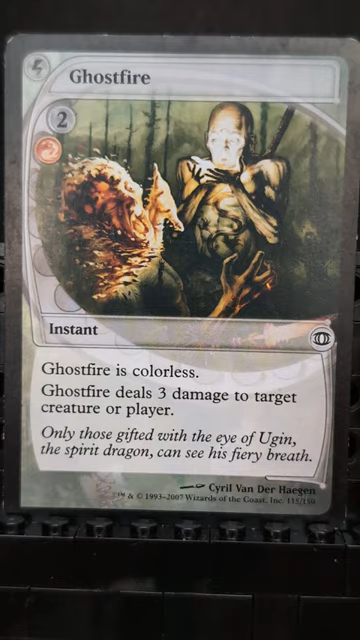 Ghostfire
2
Instant
Ghostfire is colorless.
Ghostfire deals 3 damage to target
creature or player.
Only those gifted with the eye of Ugin,
the spirit dragon, can see his fiery breath.
Cyril Van Der Haegen
™ & © 1993–2007 Wizards of the Coast, Inc. 115/180